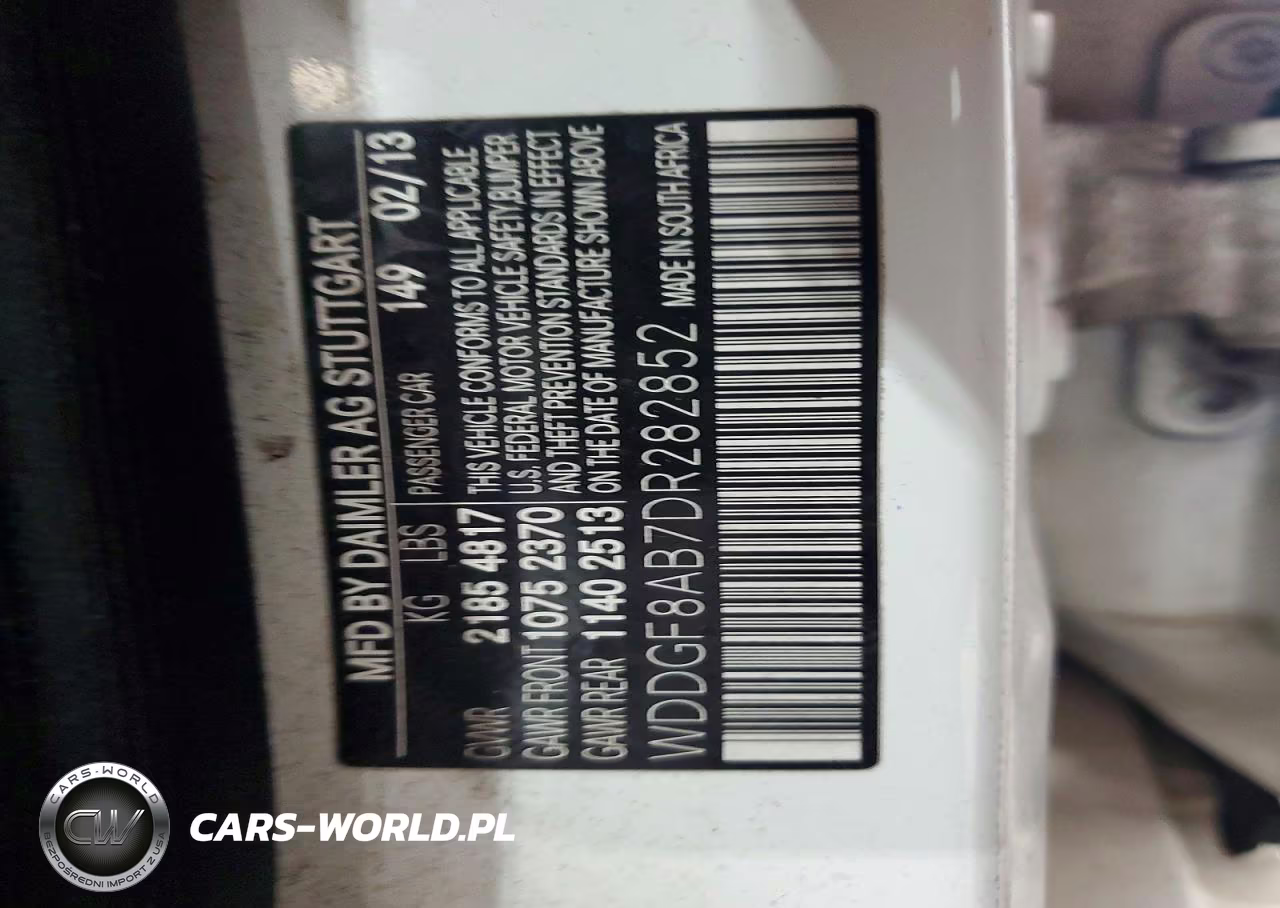 MFD BY DAIMLER AG STUTTGART
KG LBS PASSENGER CAR 149 02/13
GVWR 2185 4817 THIS VEHICLE CONFORMS TO ALL APPLICABLE
GAWR FRONT 1075 2370 U.S. FEDERAL MOTOR VEHICLE SAFETY,BUMPER
AND THEFT PREVENTION STANDARDS IN EFFECT
GAWR REAR 1140 2513 ON THE DATE OF MANUFACTURE SHOWN ABOVE
WDDGF8AB7DR282852 MADE IN SOUTH AFRICA
CARS-WORLD
CW
BEZPOŚREDNI IMPORT Z USA
CARS-WORLD.PL